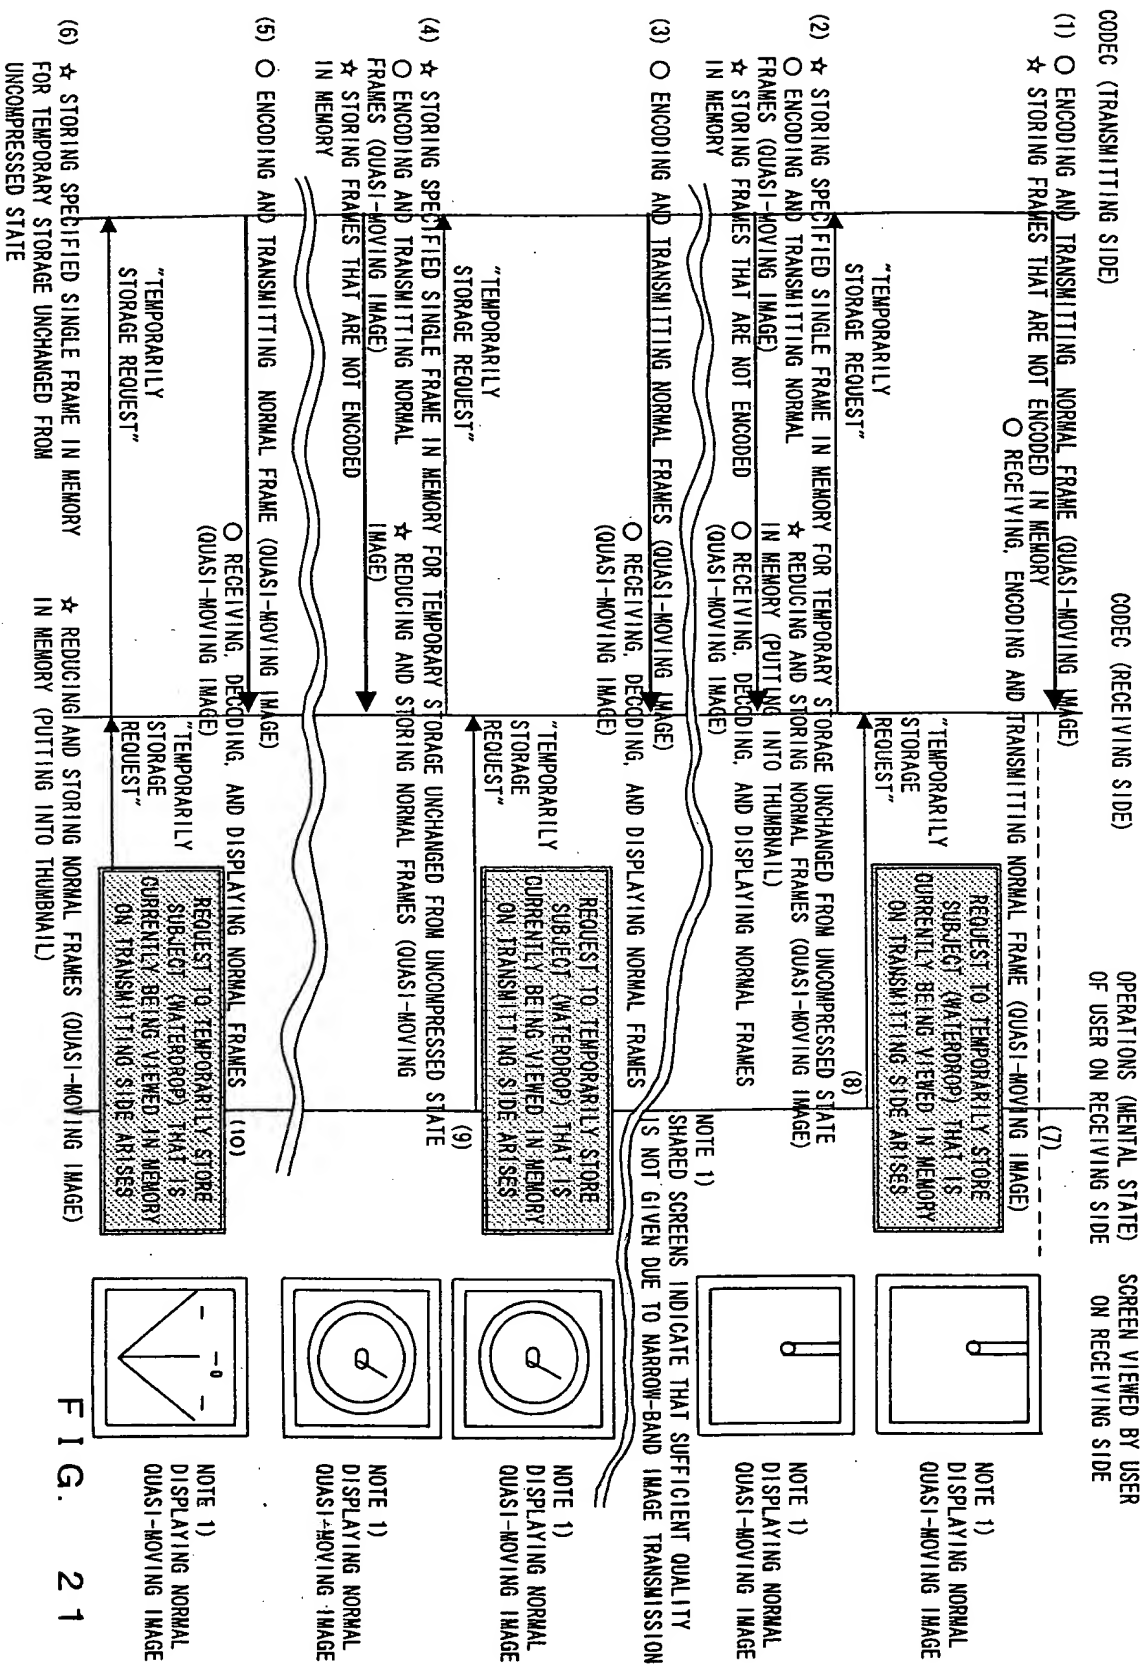 CODEC (TRANSMITTING SIDE)
CODEC (RECEIVING SIDE)
OPERATIONS (MENTAL STATE)
OF USER ON RECEIVING SIDE
SCREEN VIEWED BY USER
ON RECEIVING SIDE
(1) ○ ENCODING AND TRANSMITTING NORMAL FRAME (QUASI-MOVING IMAGE)
☆ STORING FRAMES THAT ARE NOT ENCODED IN MEMORY
○ RECEIVING, ENCODING AND TRANSMITTING NORMAL FRAME (QUASI-MOVING IMAGE)
(7)
REQUEST TO TEMPORARILY STORE
SUBJECT (WATERDROP) THAT IS
CURRENTLY BEING VIEWED IN MEMORY
ON TRANSMITTING SIDE ARISES
"TEMPORARILY
STORAGE
REQUEST"
"TEMPORARILY
STORAGE REQUEST"
NOTE 1)
DISPLAYING NORMAL
QUASI-MOVING IMAGE
(8)
(2) ☆ STORING SPECIFIED SINGLE FRAME IN MEMORY FOR TEMPORARY STORAGE UNCHANGED FROM UNCOMPRESSED STATE
○ ENCODING AND TRANSMITTING NORMAL
FRAMES (QUASI-MOVING IMAGE)
☆ STORING FRAMES THAT ARE NOT ENCODED
IN MEMORY
☆ REDUCING AND STORING NORMAL FRAMES (QUASI-MOVING IMAGE)
IN MEMORY (PUTTING INTO THUMBNAIL)
○ RECEIVING, DECODING, AND DISPLAYING NORMAL FRAMES
(QUASI-MOVING IMAGE)
NOTE 1)
DISPLAYING NORMAL
QUASI-MOVING IMAGE
NOTE 1)
SHARED SCREENS INDICATE THAT SUFFICIENT QUALITY
IS NOT GIVEN DUE TO NARROW-BAND IMAGE TRANSMISSION
(3) ○ ENCODING AND TRANSMITTING NORMAL FRAMES (QUASI-MOVING IMAGE)
○ RECEIVING, DECODING, AND DISPLAYING NORMAL FRAMES
(QUASI-MOVING IMAGE)
REQUEST TO TEMPORARILY STORE
SUBJECT (WATERDROP) THAT IS
CURRENTLY BEING VIEWED IN MEMORY
ON TRANSMITTING SIDE ARISES
"TEMPORARILY
STORAGE
REQUEST"
"TEMPORARILY
STORAGE REQUEST"
NOTE 1)
DISPLAYING NORMAL
QUASI-MOVING IMAGE
(9)
(4) ☆ STORING SPECIFIED SINGLE FRAME IN MEMORY FOR TEMPORARY STORAGE UNCHANGED FROM UNCOMPRESSED STATE
○ ENCODING AND TRANSMITTING NORMAL
FRAMES (QUASI-MOVING IMAGE)
☆ STORING FRAMES THAT ARE NOT ENCODED
IN MEMORY
☆ REDUCING AND STORING NORMAL FRAMES (QUASI-MOVING
IMAGE)
NOTE 1)
DISPLAYING NORMAL
QUASI-MOVING IMAGE
(5) ○ ENCODING AND TRANSMITTING NORMAL FRAME (QUASI-MOVING IMAGE)
○ RECEIVING, DECODING, AND DISPLAYING NORMAL FRAMES
(QUASI-MOVING IMAGE)
(10)
REQUEST TO TEMPORARILY STORE
SUBJECT (WATERDROP) THAT IS
CURRENTLY BEING VIEWED IN MEMORY
ON TRANSMITTING SIDE ARISES
"TEMPORARILY
STORAGE
REQUEST"
"TEMPORARILY
STORAGE REQUEST"
0
NOTE 1)
DISPLAYING NORMAL
QUASI-MOVING IMAGE
(6) ☆ STORING SPECIFIED SINGLE FRAME IN MEMORY
FOR TEMPORARY STORAGE UNCHANGED FROM
UNCOMPRESSED STATE
☆ REDUCING AND STORING NORMAL FRAMES (QUASI-MOVING IMAGE)
IN MEMORY (PUTTING INTO THUMBNAIL)
FIG. 21